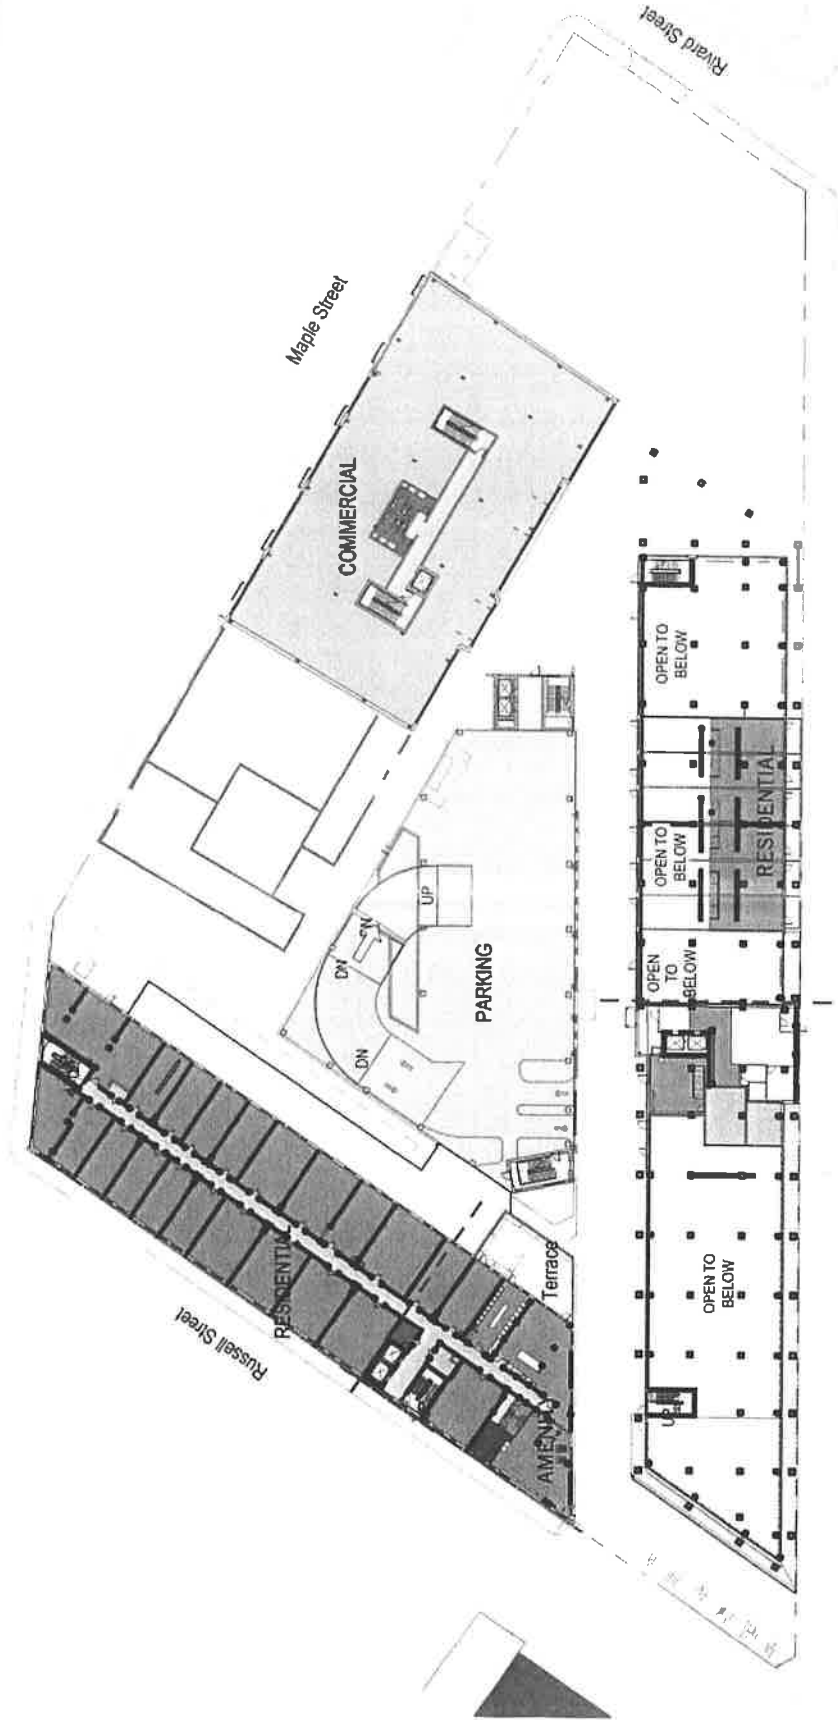 Rivard Street
Maple Street
COMMERCIAL
OPEN TO
BELOW
RESIDENTIAL
OPEN TO
BELOW
UP
PARKING
DN
DN
OPEN
TO
BELOW
DN
Russell Street
RESIDENTIAL
Terrace
OPEN TO
BELOW
UP